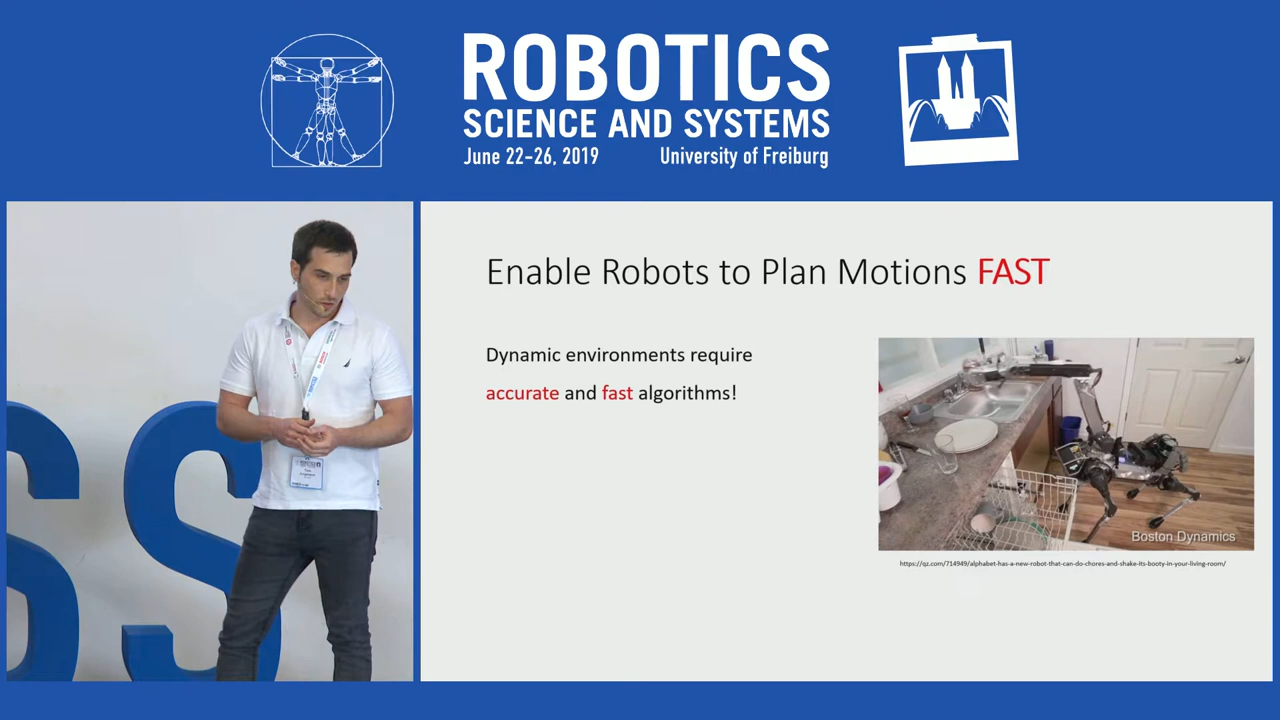 ROBOTICS
SCIENCE AND SYSTEMS
June 22-26, 2019 University of Freiburg
SS
ROBOTICS
Enable Robots to Plan Motions FAST
Dynamic environments require
accurate and fast algorithms!
Boston Dynamics
https://qz.com/714949/alphabet-has-a-new-robot-that-can-do-chores-and-shake-its-booty-in-your-living-room/